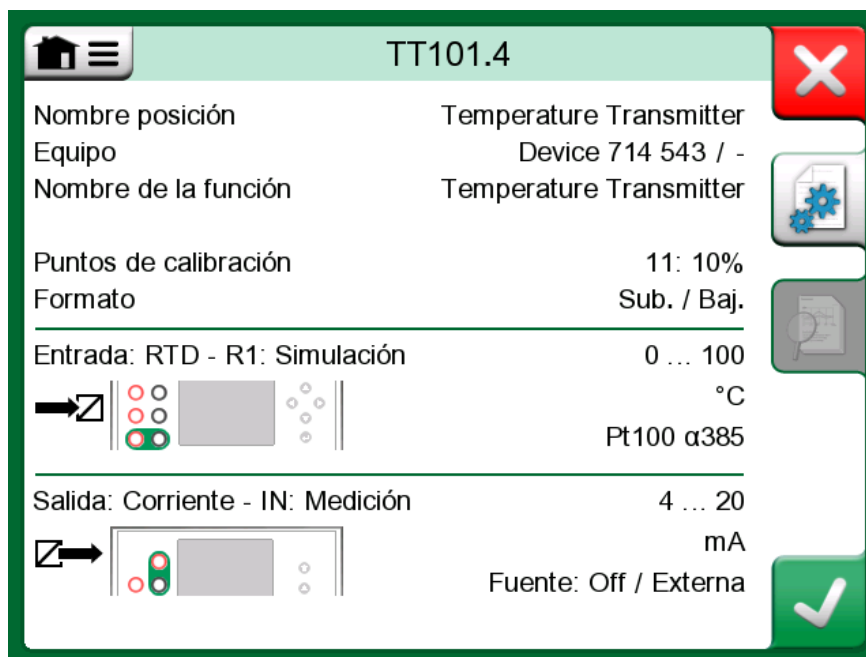 TT101.4
Nombre posición Temperature Transmitter
Equipo Device 714 543 / -
Nombre de la función Temperature Transmitter
Puntos de calibración 11: 10%
Formato Sub. / Baj.
Entrada: RTD - R1: Simulación 0 ... 100
°C
Pt100 α385
Salida: Corriente - IN: Medición 4 ... 20
mA
Fuente: Off / Externa